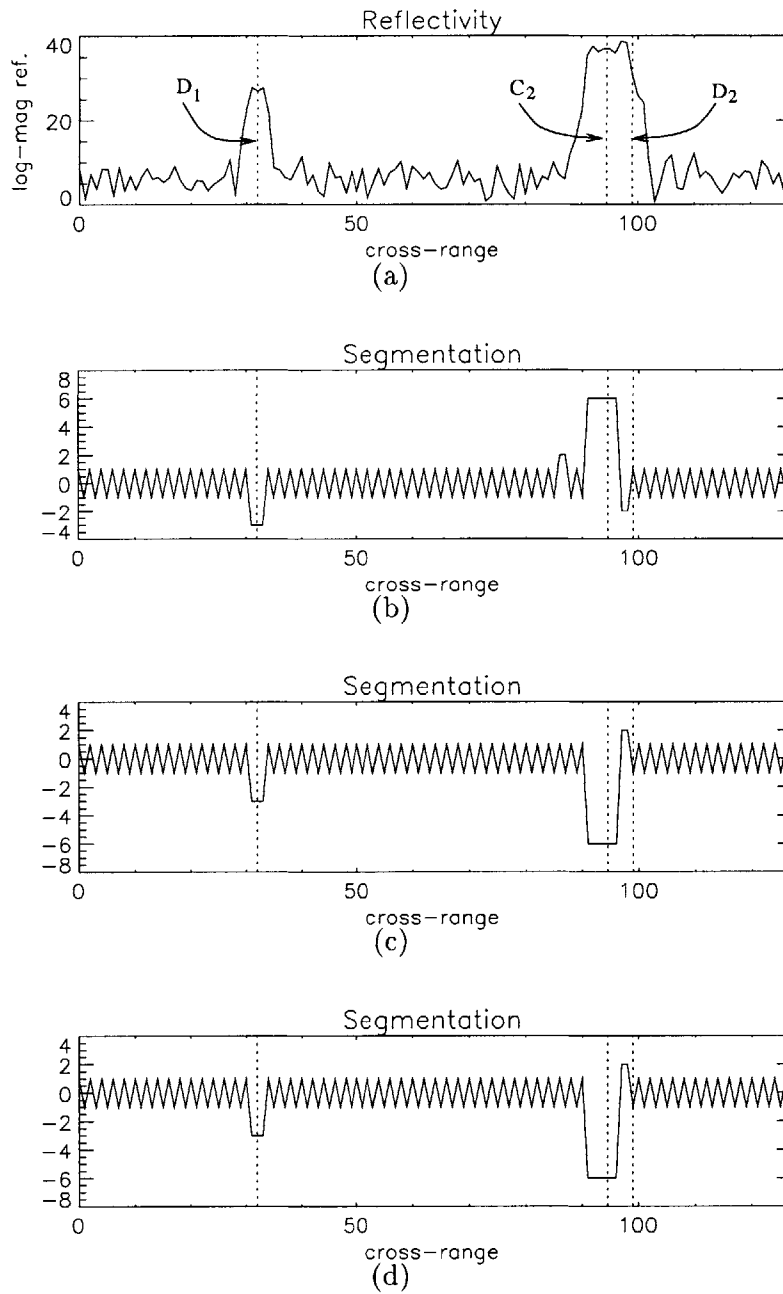 Reflectivity
log-mag ref.
40
20
0
D1
C2
D2
0
50
100
cross-range
(a)
Segmentation
8
6
4
2
0
-2
-4
0
50
100
cross-range
(b)
Segmentation
4
2
0
-2
-4
-6
-8
0
50
100
cross-range
(c)
Segmentation
4
2
0
-2
-4
-6
-8
0
50
100
cross-range
(d)